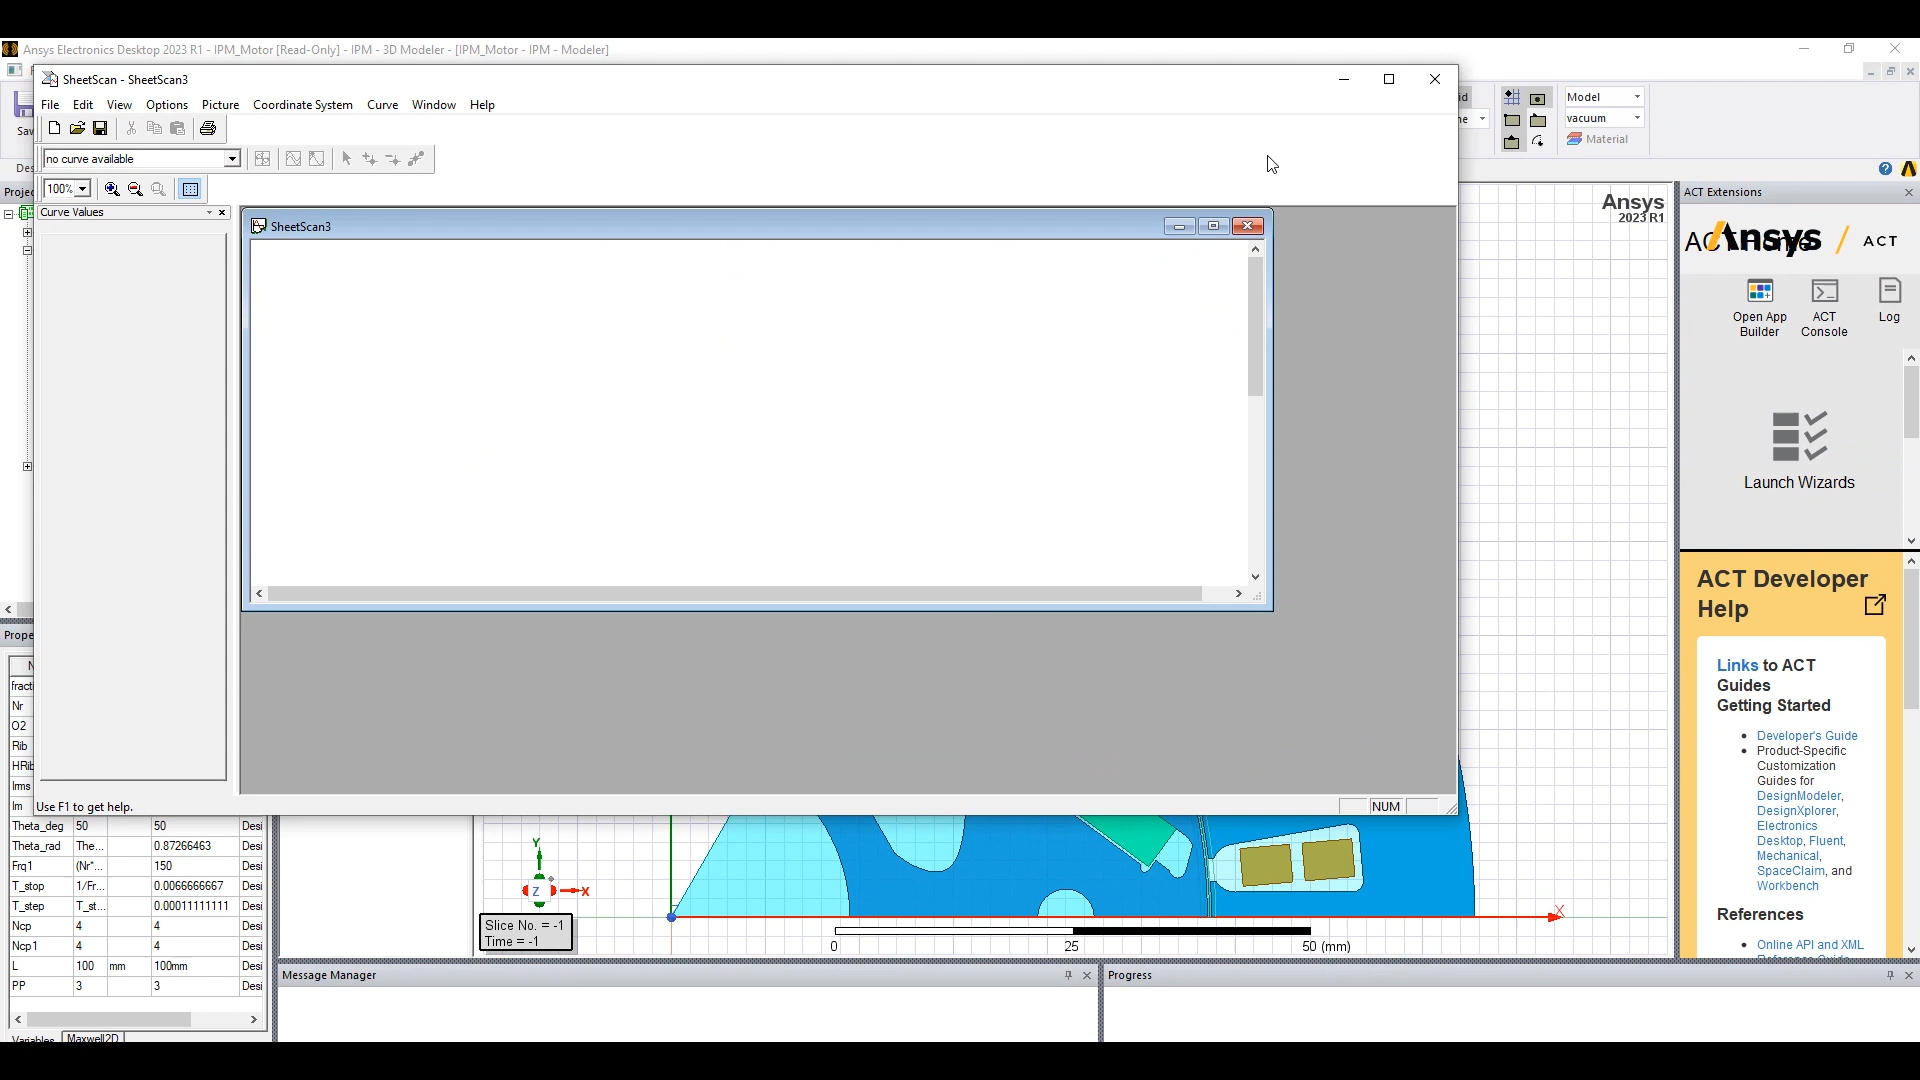 Ansys Electronics Desktop 2023 R1 - IPM_Motor [Read-Only] - IPM - 3D Modeler - [IPM_Motor - IPM - Modeler]
SheetScan - SheetScan3
File Edit View Options Picture Coordinate System Curve Window Help
Model
vacuum
Material
no curve available
100%
Curve Values
SheetScan3
Ansys
2023 R1
ACT Extensions
Ansys / ACT
Open App
Builder
ACT
Console
Log
Launch Wizards
ACT Developer
Help
Links to ACT
Guides
Getting Started
Developer's Guide
Product-Specific
Customization
Guides for
DesignModeler,
DesignXplorer,
Electronics
Desktop, Fluent,
Mechanical,
SpaceClaim, and
Workbench
References
Online API and XML
Use F1 to get help.
NUM
Nr
O2
Rib
Im
Theta_deg 50 50 Desi
Theta_rad The... 0.87266463 Desi
Frq1 (Nr*... 150 Desi
T_stop 1/Fr... 0.0066666667 Desi
T_step T_st... 0.00011111111 Desi
Ncp 4 4 Desi
Ncp1 4 4 Desi
L 100 mm 100mm Desi
PP 3 3 Desi
Variables Maxwell2D
Y
Z
X
X
Slice No. = -1
Time = -1
0 25 50 (mm)
Message Manager
Progress